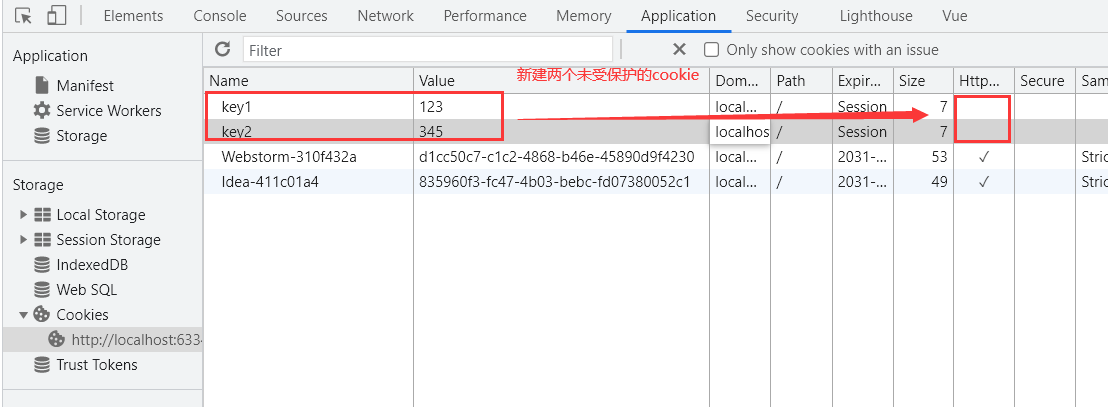 Elements Console Sources Network Performance Memory Application Security Lighthouse Vue
Application
Manifest
Service Workers
Storage
Storage
Local Storage
Session Storage
IndexedDB
Web SQL
Cookies
http://localhost:633
Trust Tokens
Filter Only show cookies with an issue
新建两个未受保护的cookie
Name Value Dom... Path Expir... Size Http... Secure Sam
key1 123 local... / Session 7
key2 345 localhos / Session 7
Webstorm-310f432a d1cc50c7-c1c2-4868-b46e-45890d9f4230 local... / 2031-... 53 ✓ Stric
Idea-411c01a4 835960f3-fc47-4b03-bebc-fd07380052c1 local... / 2031-... 49 ✓ Stric